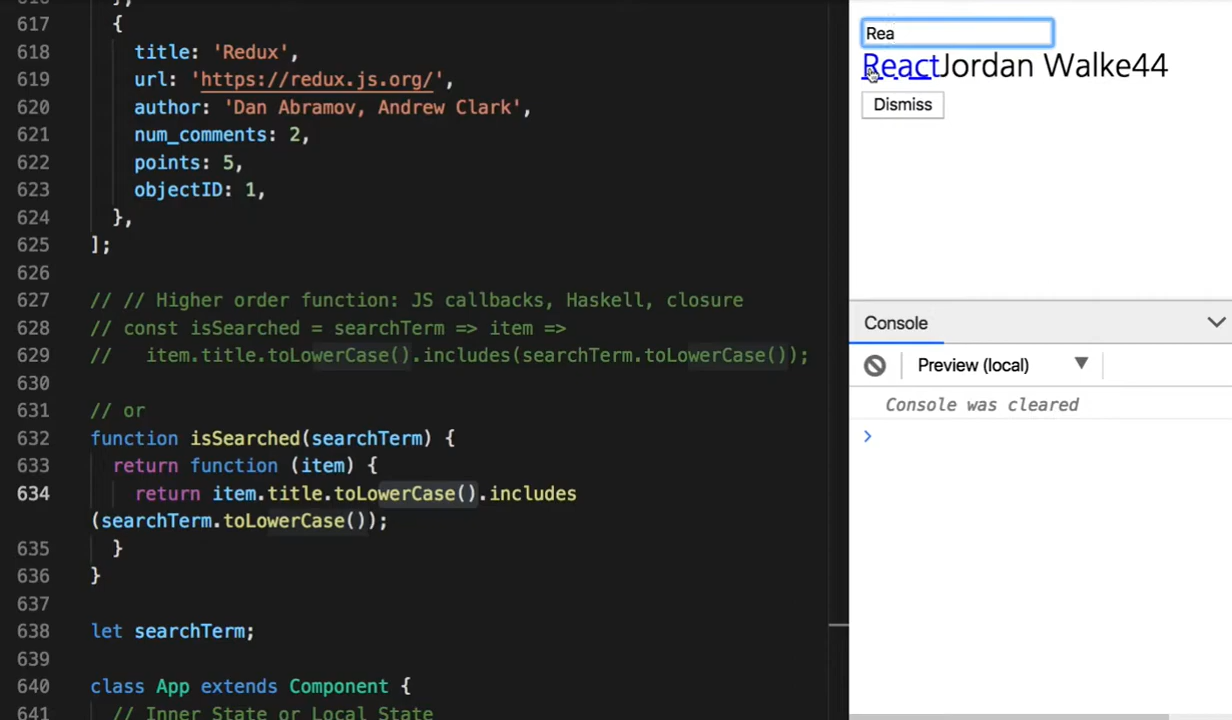 616 },
617 {
618 title: 'Redux',
619 url: 'https://redux.js.org/',
620 author: 'Dan Abramov, Andrew Clark',
621 num_comments: 2,
622 points: 5,
623 objectID: 1,
624 },
625 ];
626
627 // // Higher order function: JS callbacks, Haskell, closure
628 // const isSearched = searchTerm => item =>
629 // item.title.toLowerCase().includes(searchTerm.toLowerCase());
630
631 // or
632 function isSearched(searchTerm) {
633 return function (item) {
634 return item.title.toLowerCase().includes
(searchTerm.toLowerCase());
635 }
636 }
637
638 let searchTerm;
639
640 class App extends Component {
641 // Inner State or Local State
Rea
ReactJordan Walke44
Dismiss
Console
Preview (local)
Console was cleared